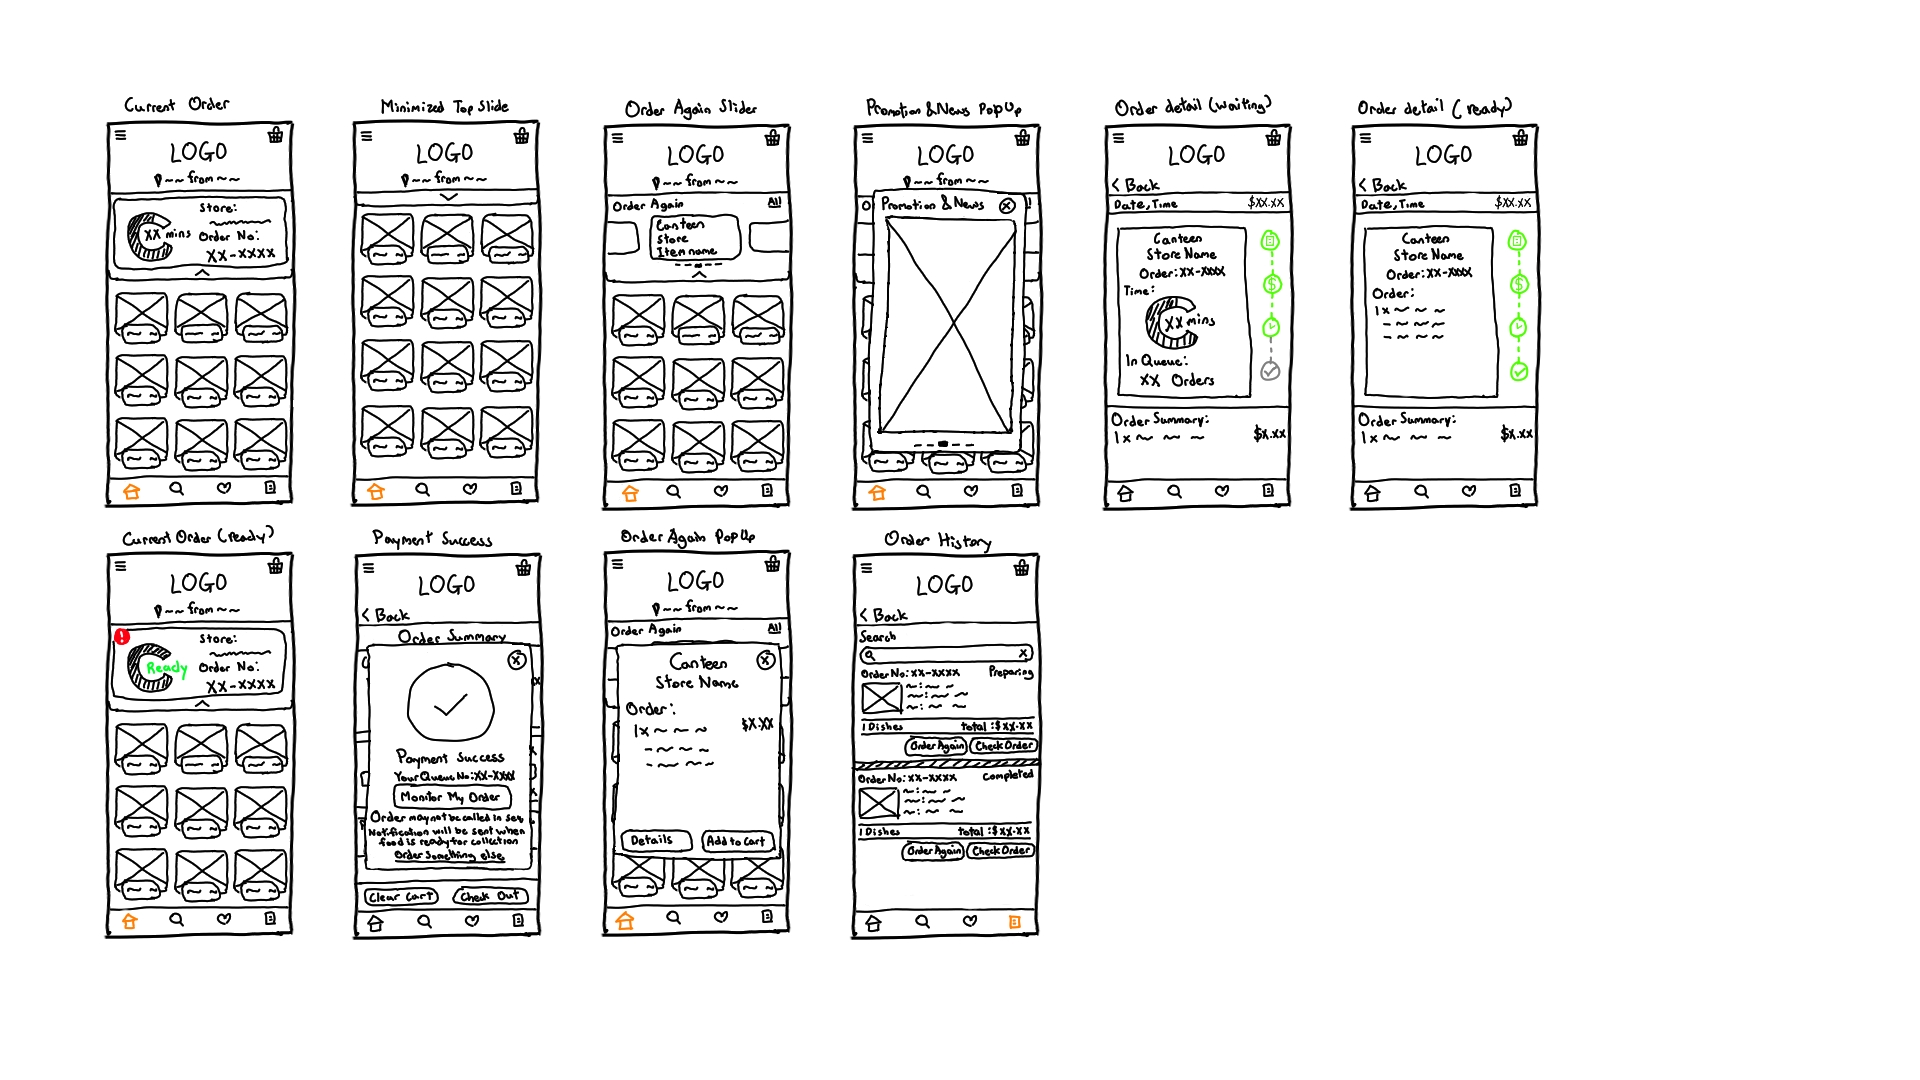 Current Order
LOGO
from
Store:
XX mins
Order No:
XX-XXXX
Minimized Top Slide
LOGO
from
Order Again Slider
LOGO
from
Order Again
All
Canteen
Store
Item name
Promotion & News PopUp
LOGO
from
Promotion & News
Order detail (waiting)
LOGO
< Back
Date, Time $XX.XX
Canteen
Store Name
Order: XX-XXXX
Time:
XX mins
In Queue:
XX Orders
Order Summary:
1x $X.XX
Order detail (ready)
LOGO
< Back
Date, Time $XX.XX
Canteen
Store Name
Order: XX-XXXX
Order:
1x
Order Summary:
1x $X.XX
Current Order (ready)
LOGO
from
!
Store:
Ready
Order No:
XX-XXXX
Payment Success
LOGO
< Back
Order Summary
Payment Success
Your Queue No: XX-XXXX
Monitor My Order
Order may not be called in seq.
Notification will be sent when
food is ready for collection
Order Something else
Clear Cart Check Out
Order Again PopUp
LOGO
from
Order Again All
Canteen
Store Name
Order:
1x $X.XX
Details Add to Cart
Order History
LOGO
< Back
Search
Order No: XX-XXXX Preparing
1 Dishes total: $XX.XX
Order Again Check Order
Order No: XX-XXXX Completed
1 Dishes total: $XX.XX
Order Again Check Order